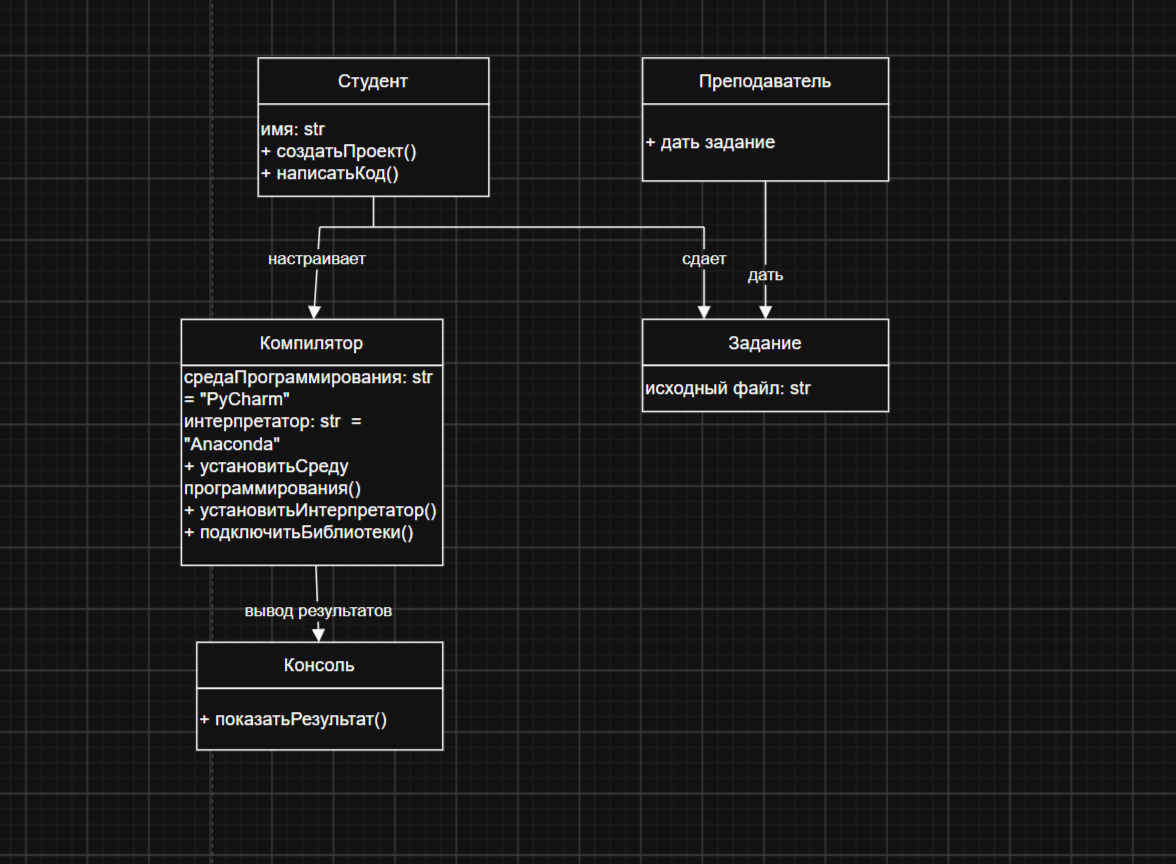 Студент
имя: str
+ создатьПроект()
+ написатьКод()
Преподаватель
+ дать задание
настраивает
сдает
дать
Компилятор
средаПрограммирования: str
= "PyCharm"
интерпретатор: str  =
"Anaconda"
+ установитьСреду
программирования()
+ установитьИнтерпретатор()
+ подключитьБиблиотеки()
Задание
исходный файл: str
вывод результатов
Консоль
+ показатьРезультат()